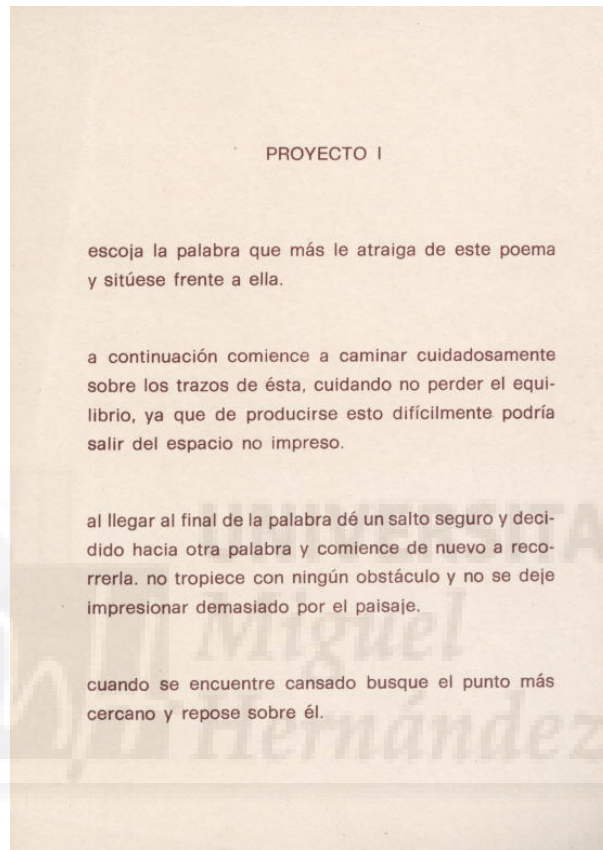 PROYECTO I
escoja la palabra que más le atraiga de este poema
y sitúese frente a ella.
a continuación comience a caminar cuidadosamente
sobre los trazos de ésta, cuidando no perder el equi-
librio, ya que de producirse esto difícilmente podría
salir del espacio no impreso.
al llegar al final de la palabra dé un salto seguro y deci-
dido hacia otra palabra y comience de nuevo a reco-
rrerla. no tropiece con ningún obstáculo y no se deje
impresionar demasiado por el paisaje.
cuando se encuentre cansado busque el punto más
cercano y repose sobre él.
UNIVERSITA
Miguel
Hernández